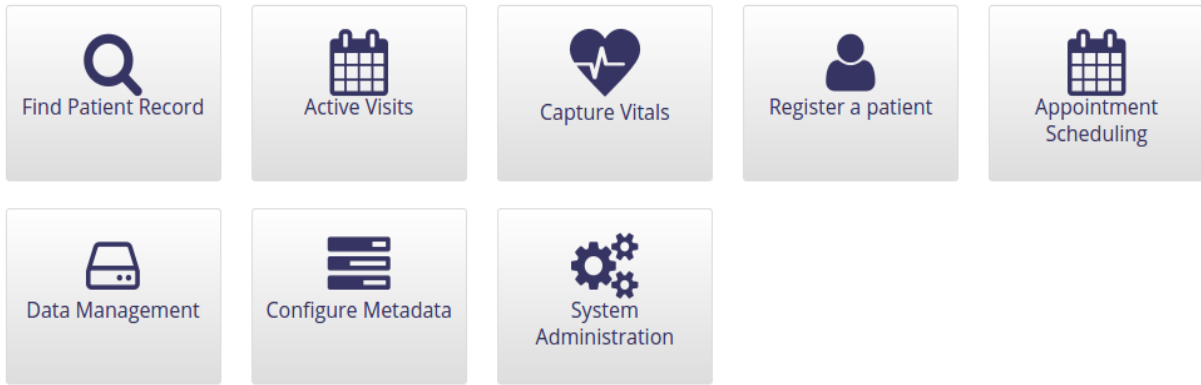 Find Patient Record
Active Visits
Capture Vitals
Register a patient
Appointment
Scheduling
Data Management
Configure Metadata
System
Administration